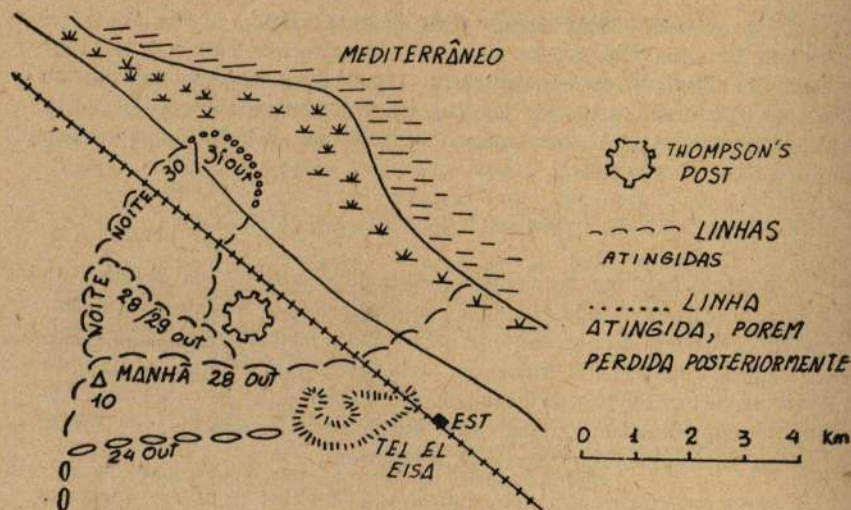 MEDITERRÂNEO
THOMPSON'S
POST
LINHAS
ATINGIDAS
LINHA
ATINGIDA, POREM
PERDIDA POSTERIORMENTE
0 1 2 3 4 Km
30
31 OUT
NOITE
NOITE
28/29 OUT
MANHÃ 28 OUT
10
24 OUT
EST
TEL EL
EISA